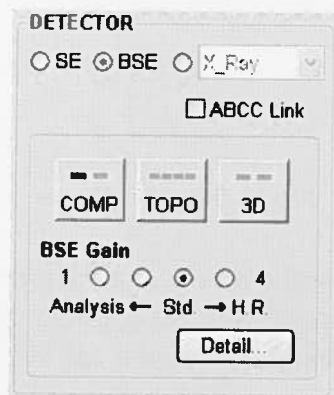 DETECTOR
SE BSE X_Ray
ABCC Link
COMP TOPO 3D
BSE Gain
1 4
Analysis ← Std. → H.R.
Detail...